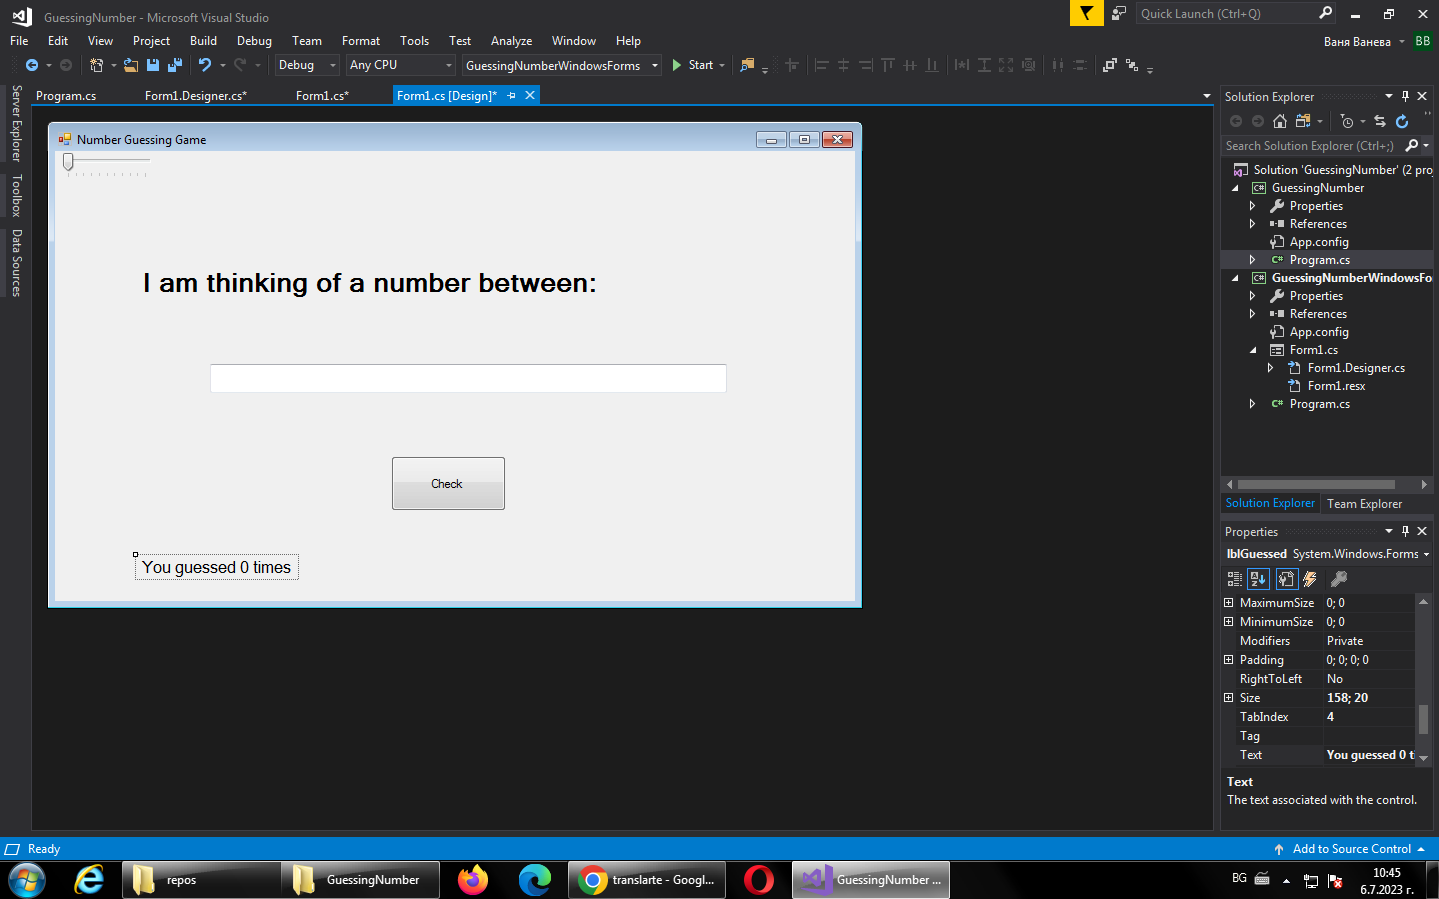 GuessingNumber - Microsoft Visual Studio
Quick Launch (Ctrl+Q)
File Edit View Project Build Debug Team Format Tools Test Analyze Window Help
Ваня Ванева BB
Debug Any CPU GuessingNumberWindowsForms Start
Program.cs Form1.Designer.cs* Form1.cs* Form1.cs [Design]*
Server Explorer
Toolbox
Data Sources
Number Guessing Game
I am thinking of a number between:
Check
You guessed 0 times
Solution Explorer
Search Solution Explorer (Ctrl+;)
Solution 'GuessingNumber' (2 proj
GuessingNumber
Properties
References
App.config
C# Program.cs
GuessingNumberWindowsFo
Properties
References
App.config
Form1.cs
Form1.Designer.cs
Form1.resx
C# Program.cs
Solution Explorer Team Explorer
Properties
lblGuessed System.Windows.Forms
MaximumSize 0; 0
MinimumSize 0; 0
Modifiers Private
Padding 0; 0; 0; 0
RightToLeft No
Size 158; 20
TabIndex 4
Tag
Text You guessed 0 ti
Text
The text associated with the control.
Ready
Add to Source Control
repos
GuessingNumber
translarte - Googl...
GuessingNumber ...
BG
10:45
6.7.2023 г.